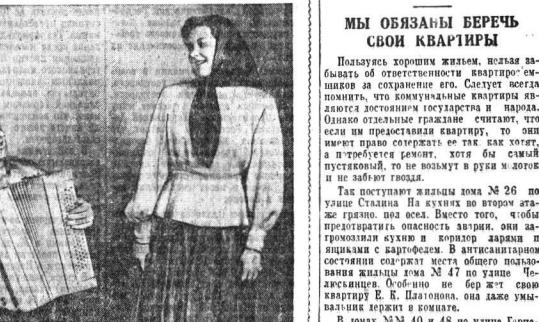 МЫ ОБЯЗАНЫ БЕРЕЧЬ
СВОИ КВАРТИРЫ
Пользуясь хорошим жильем, нельзя за-
бывать об ответственности квартиросъем-
щиков за сохранение его. Следует всегда
помнить, что коммунальные квартиры яв-
ляются достоянием государства и народа.
Однако отдельные граждане считают, что
если им предоставили квартиру, то они
имеют право содержать ее так как хотят,
а потребуется ремонт, хотя бы самый
пустяковый, то не возьмут в руки молоток
и не забьют гвоздя.
Так поступают жильцы дома № 26 по
улице Сталина На кухнях во втором эта-
же грязно, пол осел. Вместо того, чтобы
предотвратить опасность аварии, они за-
громоздили кухню и коридор ларями и
ящиками с картофелем. В антисанитарном
состоянии содержат места общего пользо-
вания жильцы дома № 47 по улице Че-
люскинцев. Особенно не бережет свою
квартиру Е. К. Платонова, она даже умы-
вальник держит в комнате.
В домах №№ 40 и 48 по улице